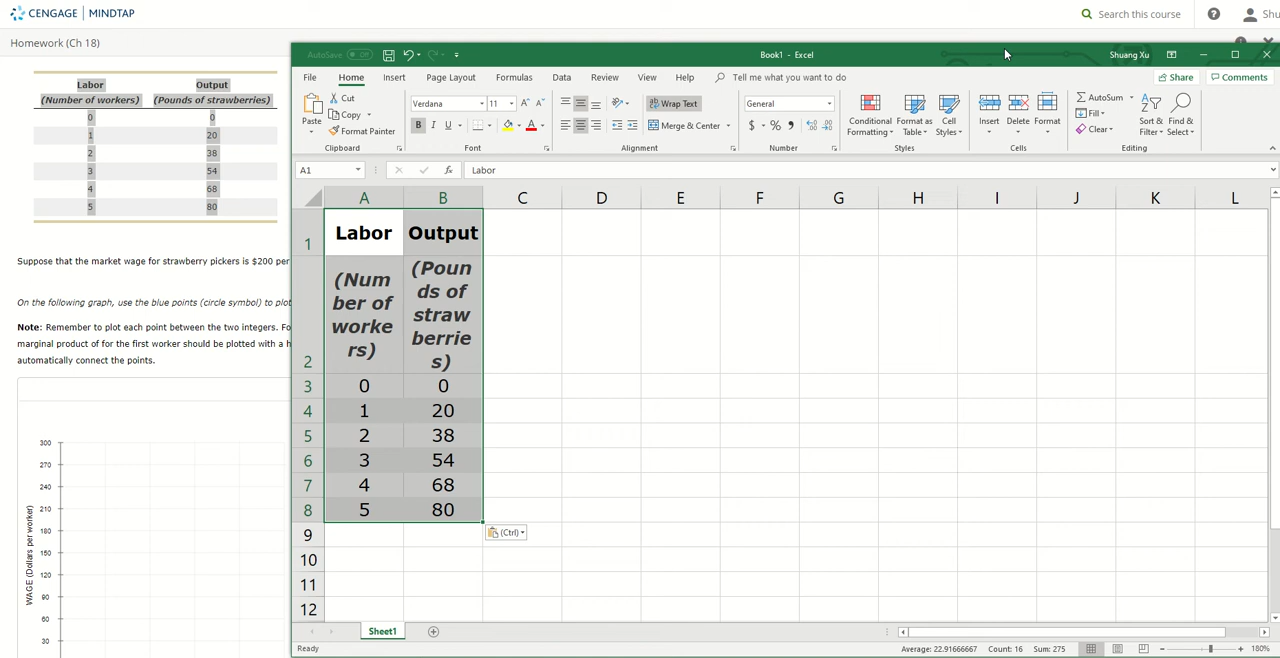 CENGAGE | MINDTAP
Search this course
Shu
Homework (Ch 18)
Labor Output
(Number of workers) (Pounds of strawberries)
0 0
1 20
2 38
3 54
4 68
5 80
Suppose that the market wage for strawberry pickers is $200 per
On the following graph, use the blue points (circle symbol) to plot
Note: Remember to plot each point between the two integers. Fo
marginal product of for the first worker should be plotted with a h
automatically connect the points.
WAGE (Dollars per worker)
300
270
240
210
180
150
120
90
60
30
AutoSave Off
Book1 - Excel
Shuang Xu
File Home Insert Page Layout Formulas Data Review View Help Tell me what you want to do
Share Comments
Paste
Cut
Copy
Format Painter
Clipboard
Verdana 11
B I U
Font
Wrap Text
Merge & Center
Alignment
General
$ % ,
Number
Conditional Formatting
Format as Table
Cell Styles
Styles
Insert Delete Format
Cells
AutoSum
Fill
Clear
Sort & Filter
Find & Select
Editing
A1 fx Labor
A B C D E F G H I J K L
1 Labor Output
2 (Number of workers) (Pounds of strawberries)
3 0 0
4 1 20
5 2 38
6 3 54
7 4 68
8 5 80
(Ctrl)
9
10
11
12
Sheet1
Ready
Average: 22.91666667 Count: 16 Sum: 275
180%